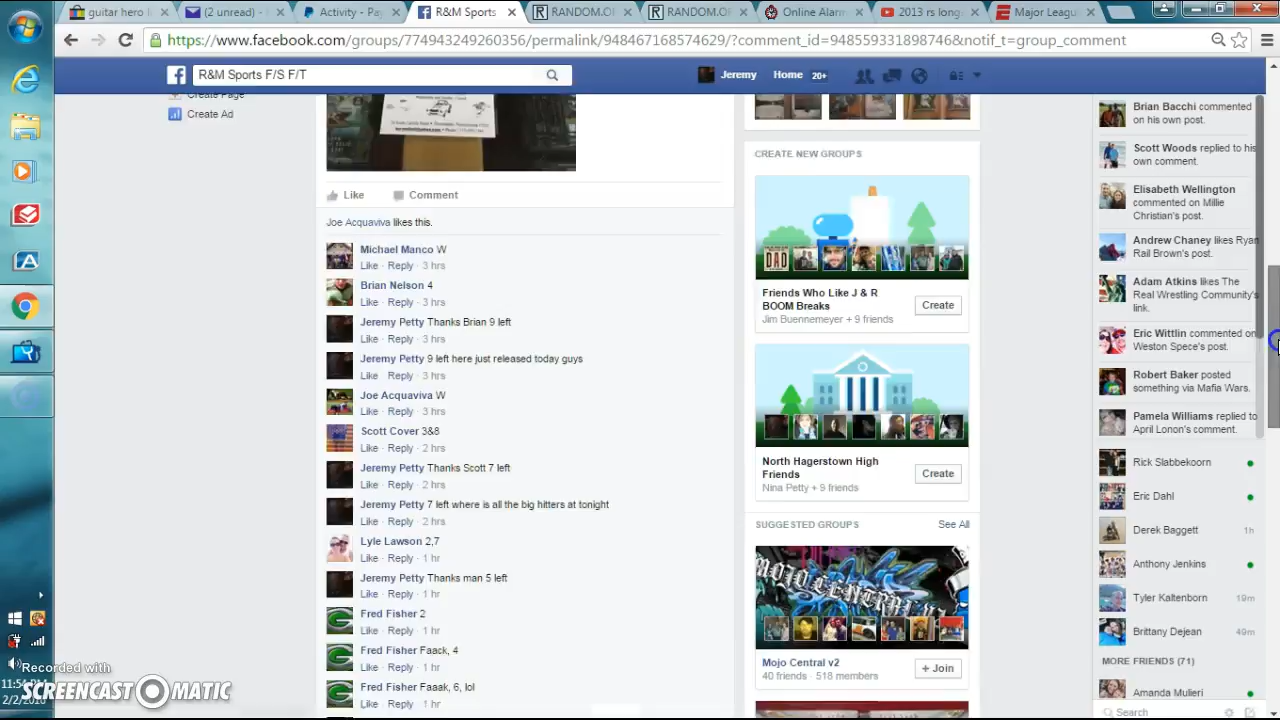 guitar hero l
(2 unread) -
Activity - Pay
R&M Sports
RANDOM.O
RANDOM.OR
Online Alarm
2013 rs long
Major Leagu
https://www.facebook.com/groups/774943249260356/permalink/948467168574629/?comment_id=948559331898746&notif_t=group_comment
R&M Sports F/S F/T
Jeremy
Home 20+
Create Page
Create Ad
Like
Comment
Joe Acquaviva likes this.
Michael Manco W
Like · Reply · 3 hrs
Brian Nelson 4
Like · Reply · 3 hrs
Jeremy Petty Thanks Brian 9 left
Like · Reply · 3 hrs
Jeremy Petty 9 left here just released today guys
Like · Reply · 3 hrs
Joe Acquaviva W
Like · Reply · 3 hrs
Scott Cover 3&8
Like · Reply · 2 hrs
Jeremy Petty Thanks Scott 7 left
Like · Reply · 2 hrs
Jeremy Petty 7 left where is all the big hitters at tonight
Like · Reply · 2 hrs
Lyle Lawson 2,7
Like · Reply · 1 hr
Jeremy Petty Thanks man 5 left
Like · Reply · 1 hr
Fred Fisher 2
Like · Reply · 1 hr
Fred Fisher Faack, 4
Like · Reply · 1 hr
Fred Fisher Faaak, 6, lol
Like · Reply · 1 hr
CREATE NEW GROUPS
DAD
Friends Who Like J & R
BOOM Breaks
Jim Buennemeyer + 9 friends
Create
North Hagerstown High
Friends
Nina Petty + 9 friends
Create
SUGGESTED GROUPS
See All
MOJO CENTRAL V2
Mojo Central v2
40 friends · 518 members
+ Join
Brian Bacchi commented
on his own post.
Scott Woods replied to his
own comment.
Elisabeth Wellington
commented on Millie
Christian's post.
Andrew Chaney likes Ryan
Rail Brown's post.
Adam Atkins likes The
Real Wrestling Community's
link.
Eric Wittlin commented on
Weston Spece's post.
Robert Baker posted
something via Mafia Wars.
Pamela Williams replied to
April Lonon's comment.
Rick Slabbekoorn
Eric Dahl
Derek Baggett 1h
Anthony Jenkins
Tyler Kaltenborn 19m
Brittany Dejean 49m
MORE FRIENDS (71)
Amanda Mulieri
Search
Recorded with
SCREENCAST MATIC
2/2/2016